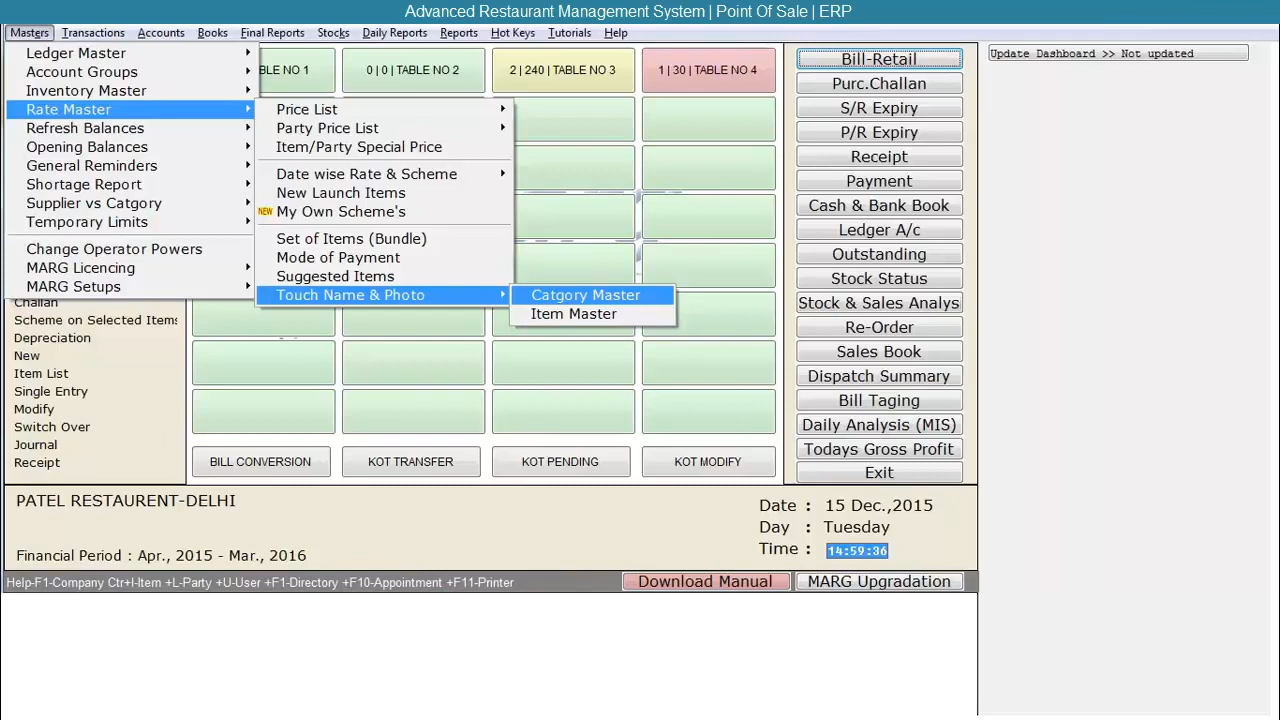 Advanced Restaurant Management System | Point Of Sale | ERP
Masters Transactions Accounts Books Final Reports Stocks Daily Reports Reports Hot Keys Tutorials Help
Ledger Master
Account Groups
Inventory Master
Rate Master
Refresh Balances
Opening Balances
General Reminders
Shortage Report
Supplier vs Catgory
Temporary Limits
Change Operator Powers
MARG Licencing
MARG Setups
Price List
Party Price List
Item/Party Special Price
Date wise Rate & Scheme
New Launch Items
NEW My Own Scheme's
Set of Items (Bundle)
Mode of Payment
Suggested Items
Touch Name & Photo
Catgory Master
Item Master
BLE NO 1
0 | 0 | TABLE NO 2
2 | 240 | TABLE NO 3
1 | 30 | TABLE NO 4
Challan
Scheme on Selected Items
Depreciation
New
Item List
Single Entry
Modify
Switch Over
Journal
Receipt
BILL CONVERSION
KOT TRANSFER
KOT PENDING
KOT MODIFY
Bill-Retail
Purc.Challan
S/R Expiry
P/R Expiry
Receipt
Payment
Cash & Bank Book
Ledger A/c
Outstanding
Stock Status
Stock & Sales Analys
Re-Order
Sales Book
Dispatch Summary
Bill Taging
Daily Analysis (MIS)
Todays Gross Profit
Exit
Update Dashboard >> Not updated
PATEL RESTAURENT-DELHI
Financial Period : Apr., 2015 - Mar., 2016
Date : 15 Dec.,2015
Day : Tuesday
Time : 14:59:36
Help-F1-Company Ctr+I-Item +L-Party +U-User +F1-Directory +F10-Appointment +F11-Printer
Download Manual
MARG Upgradation